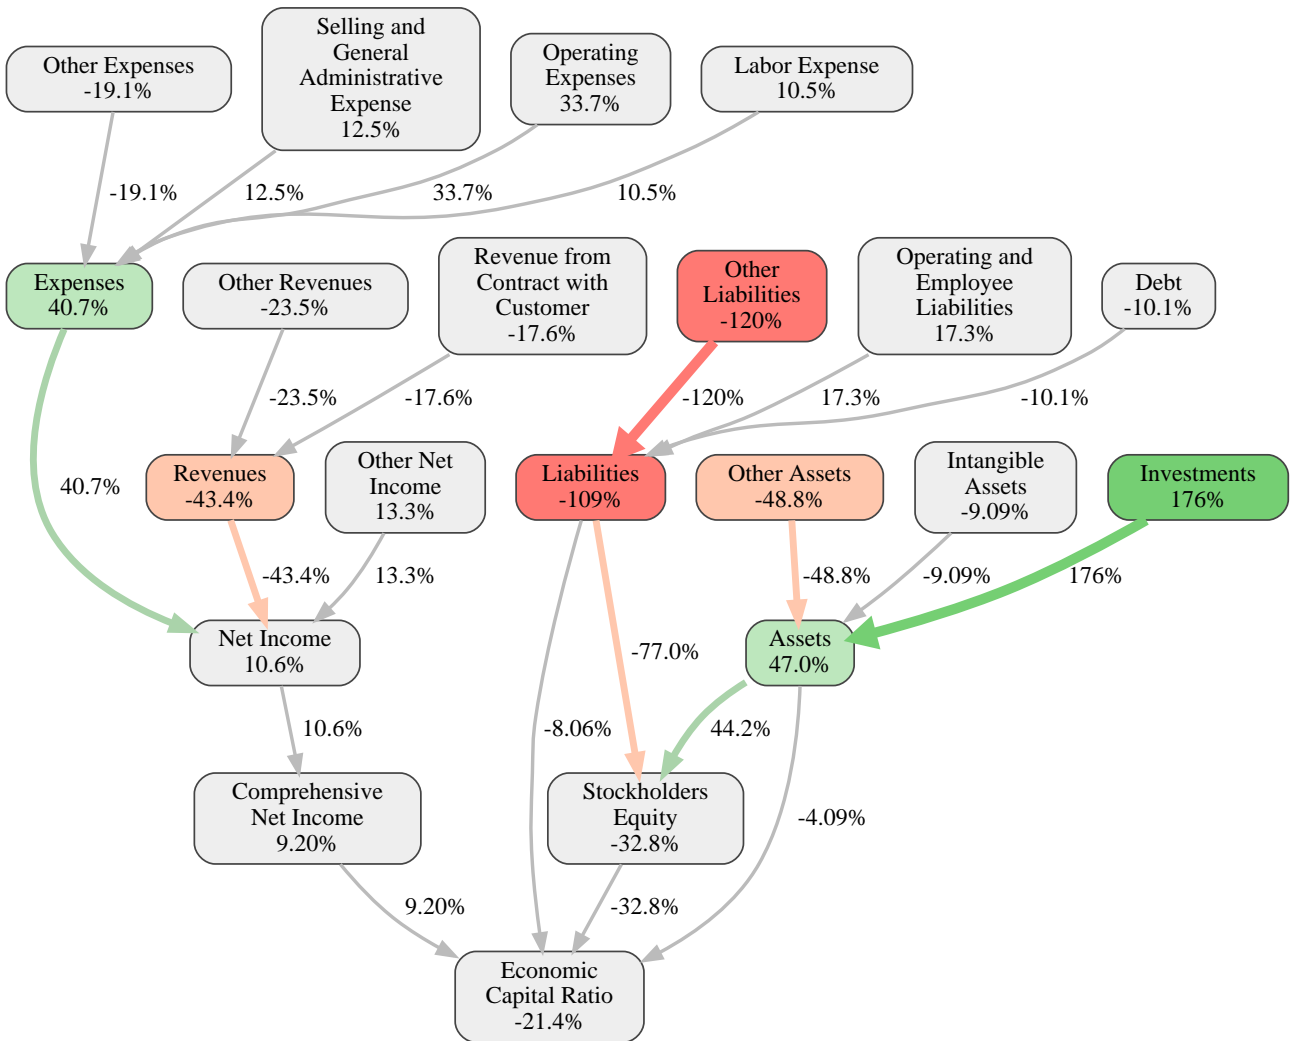 Other Expenses
-19.1%
Selling and
General
Administrative
Expense
12.5%
Operating
Expenses
33.7%
Labor Expense
10.5%
-19.1%
12.5%
33.7%
10.5%
Expenses
40.7%
Other Revenues
-23.5%
Revenue from
Contract with
Customer
-17.6%
Other
Liabilities
-120%
Operating and
Employee
Liabilities
17.3%
Debt
-10.1%
-23.5%
-17.6%
-120%
17.3%
-10.1%
40.7%
Revenues
-43.4%
Other Net
Income
13.3%
Liabilities
-109%
Other Assets
-48.8%
Intangible
Assets
-9.09%
Investments
176%
-43.4%
13.3%
-48.8%
-9.09%
176%
Net Income
10.6%
-77.0%
Assets
47.0%
10.6%
-8.06%
44.2%
Comprehensive
Net Income
9.20%
Stockholders
Equity
-32.8%
-4.09%
9.20%
-32.8%
Economic
Capital Ratio
-21.4%